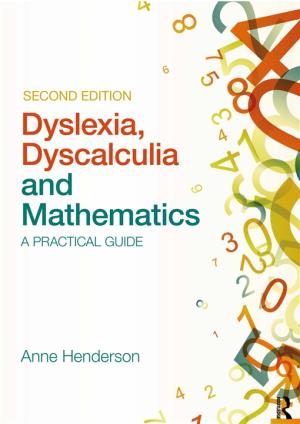 SECOND EDITION
Dyslexia,
Dyscalculia
and
Mathematics
A PRACTICAL GUIDE
Anne Henderson